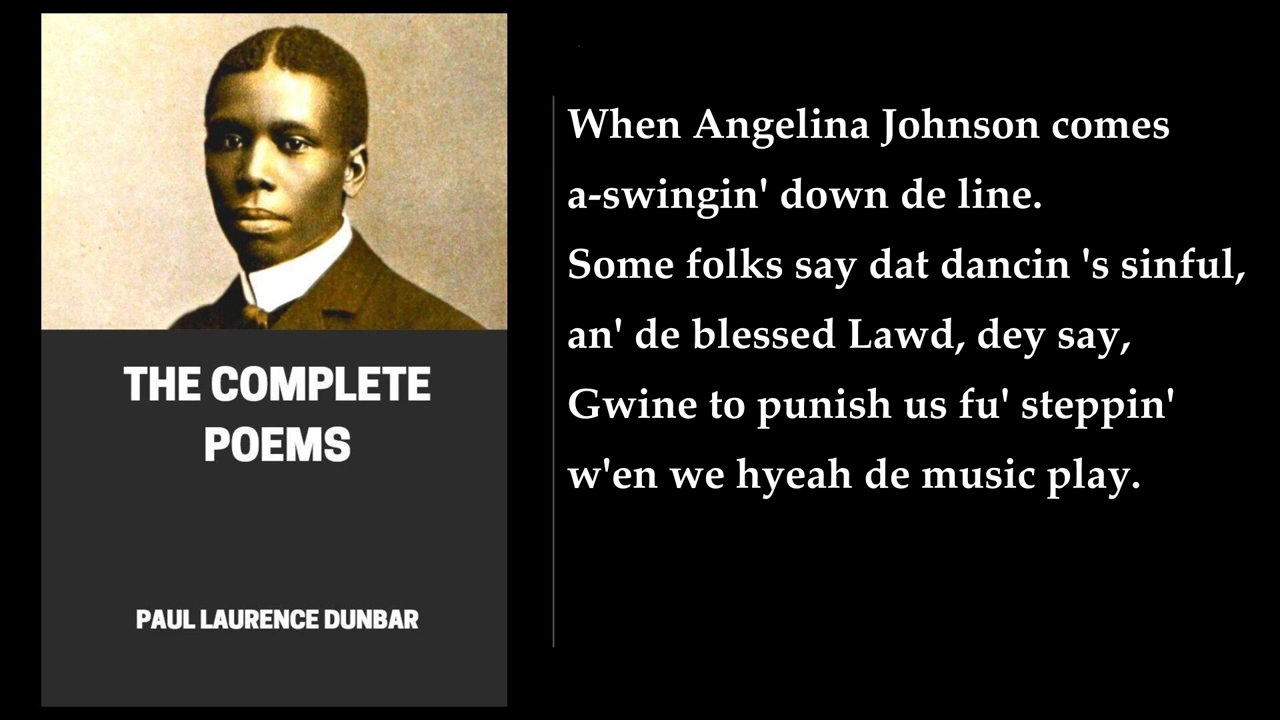 THE COMPLETE
POEMS
PAUL LAURENCE DUNBAR
When Angelina Johnson comes
a-swingin' down de line.
Some folks say dat dancin 's sinful,
an' de blessed Lawd, dey say,
Gwine to punish us fu' steppin'
w'en we hyeah de music play.